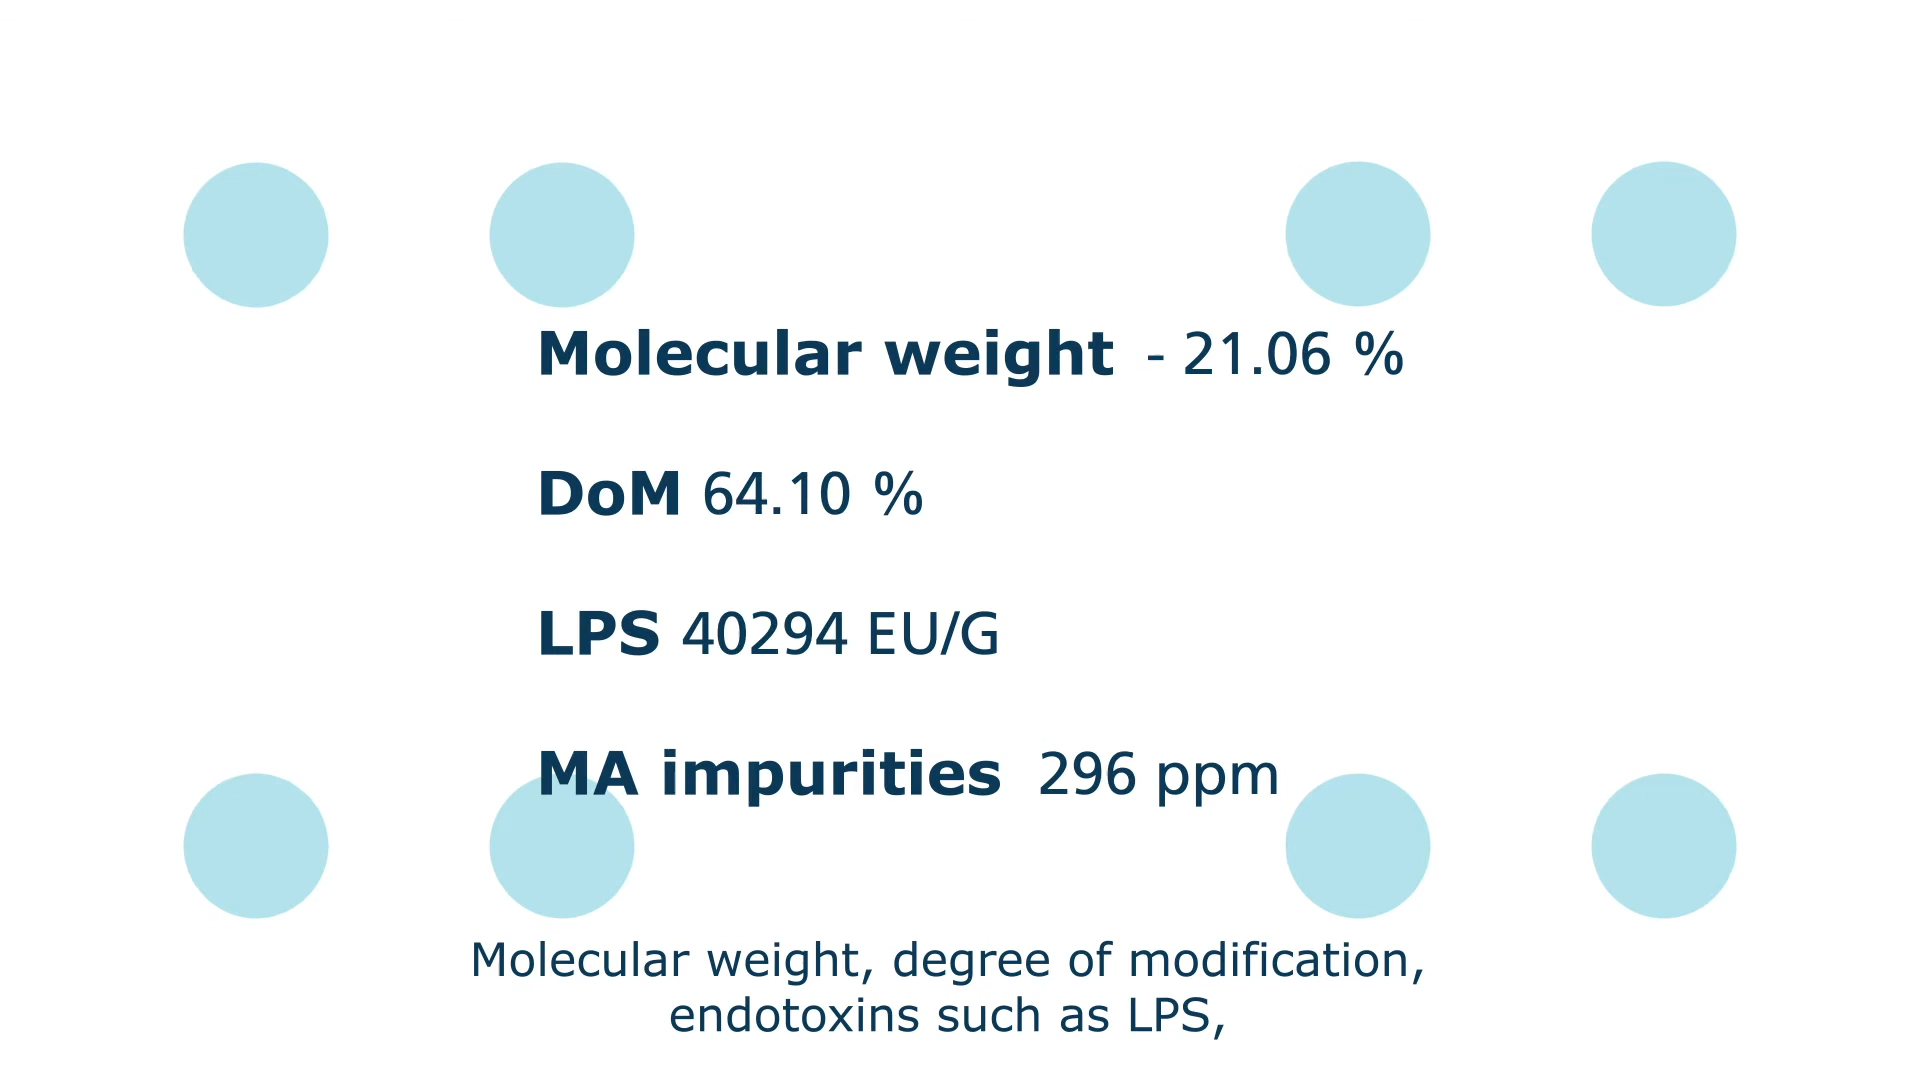 Molecular weight - 21.06 %
DoM 64.10 %
LPS 40294 EU/G
MA impurities 296 ppm
Molecular weight, degree of modification,
endotoxins such as LPS,